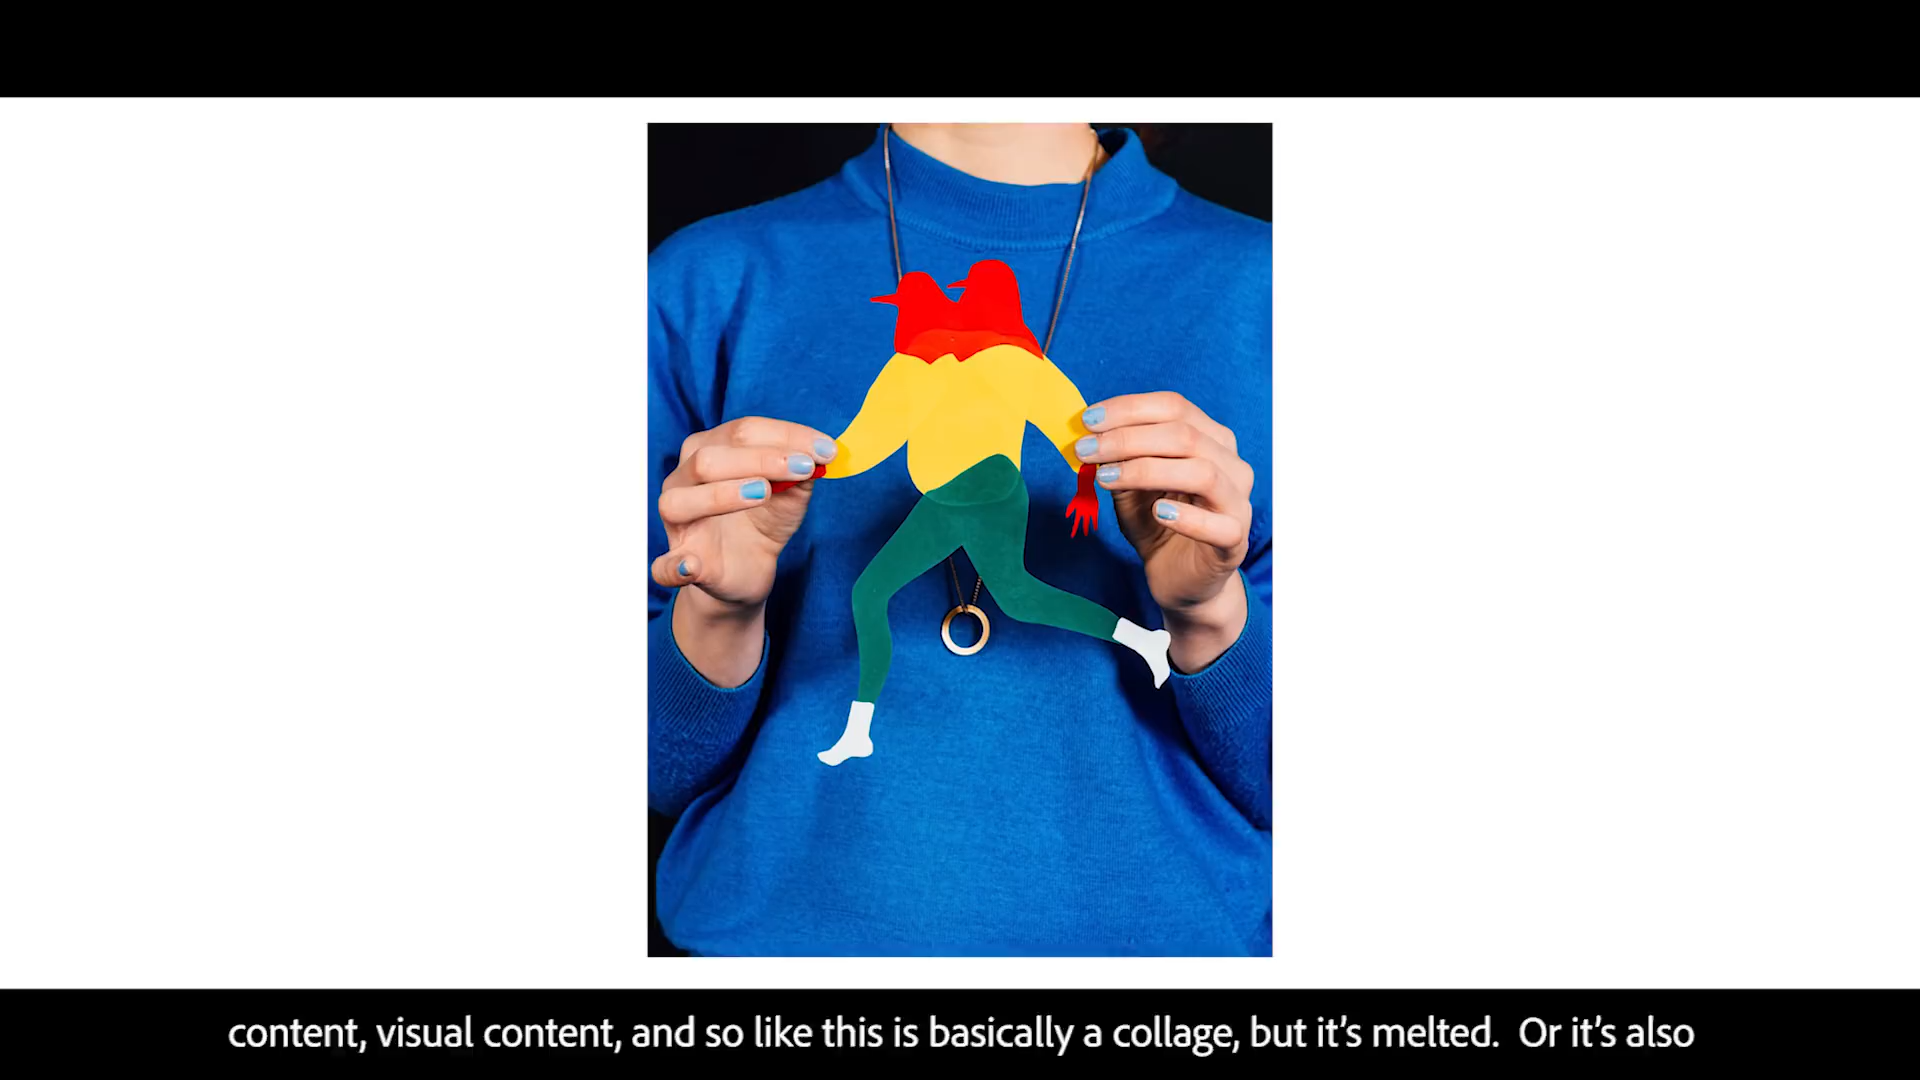 content, visual content, and so like this is basically a collage, but it’s melted.  Or it’s also